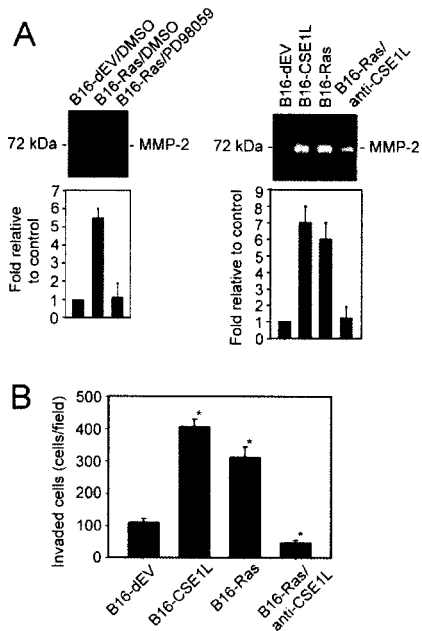 A
B16-dEV/DMSO
B16-Ras/DMSO
B16-Ras/PD98059
72 kDa
MMP-2
Fold relative
to control
7
6
5
4
3
2
1
0
B16-dEV
B16-CSE1L
B16-Ras
B16-Ras/
anti-CSE1L
72 kDa
MMP-2
Fold relative to control
9
8
7
6
5
4
3
2
1
0
B
Invaded cells (cells/field)
500
400
300
200
100
0
*
*
*
B16-dEV
B16-CSE1L
B16-Ras
B16-Ras/
anti-CSE1L